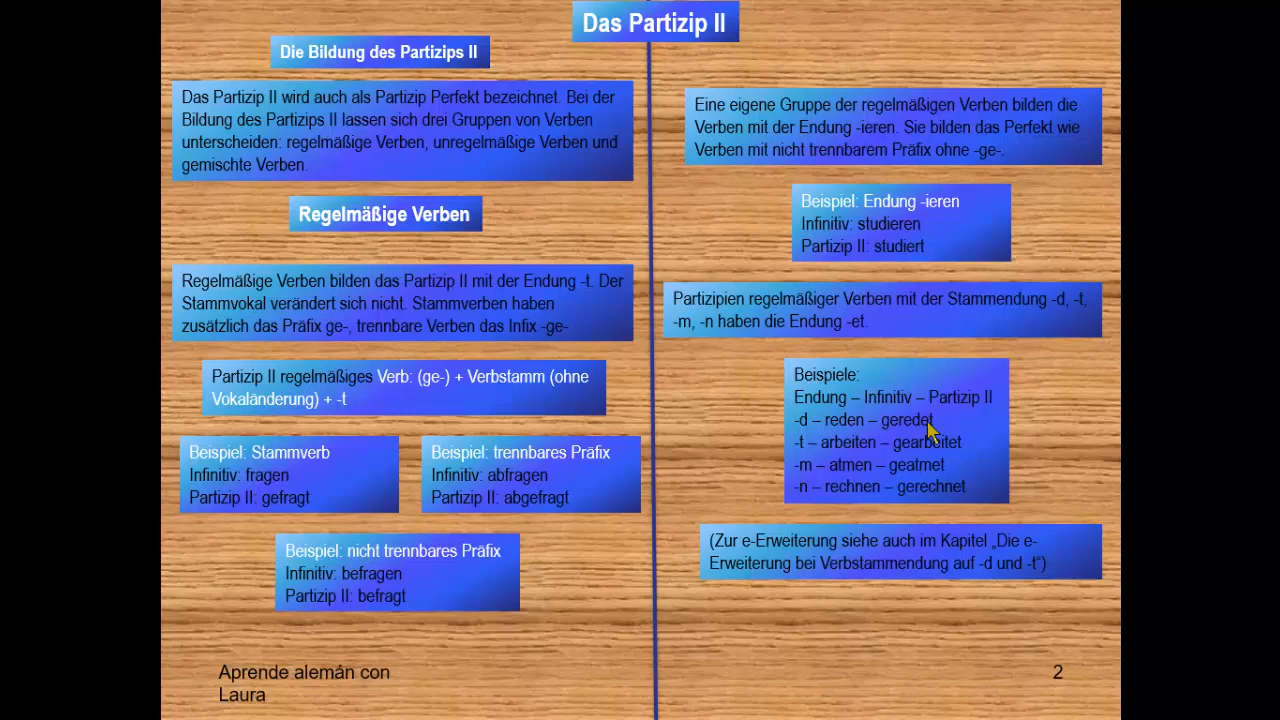 Das Partizip II
Die Bildung des Partizips II
Das Partizip II wird auch als Partizip Perfekt bezeichnet. Bei der
Bildung des Partizips II lassen sich drei Gruppen von Verben
unterscheiden: regelmäßige Verben, unregelmäßige Verben und
gemischte Verben.
Regelmäßige Verben
Regelmäßige Verben bilden das Partizip II mit der Endung -t. Der
Stammvokal verändert sich nicht. Stammverben haben
zusätzlich das Präfix ge-, trennbare Verben das Infix -ge-
Partizip II regelmäßiges Verb: (ge-) + Verbstamm (ohne
Vokaländerung) + -t
Beispiel: Stammverb
Infinitiv: fragen
Partizip II: gefragt
Beispiel: trennbares Präfix
Infinitiv: abfragen
Partizip II: abgefragt
Beispiel: nicht trennbares Präfix
Infinitiv: befragen
Partizip II: befragt
Eine eigene Gruppe der regelmäßigen Verben bilden die
Verben mit der Endung -ieren. Sie bilden das Perfekt wie
Verben mit nicht trennbarem Präfix ohne -ge-.
Beispiel: Endung -ieren
Infinitiv: studieren
Partizip II: studiert
Partizipien regelmäßiger Verben mit der Stammendung -d, -t,
-m, -n haben die Endung -et.
Beispiele:
Endung – Infinitiv – Partizip II
-d – reden – geredet
-t – arbeiten – gearbeitet
-m – atmen – geatmet
-n – rechnen – gerechnet
(Zur e-Erweiterung siehe auch im Kapitel „Die e-
Erweiterung bei Verbstammendung auf -d und -t“)
Aprende alemán con
Laura
2